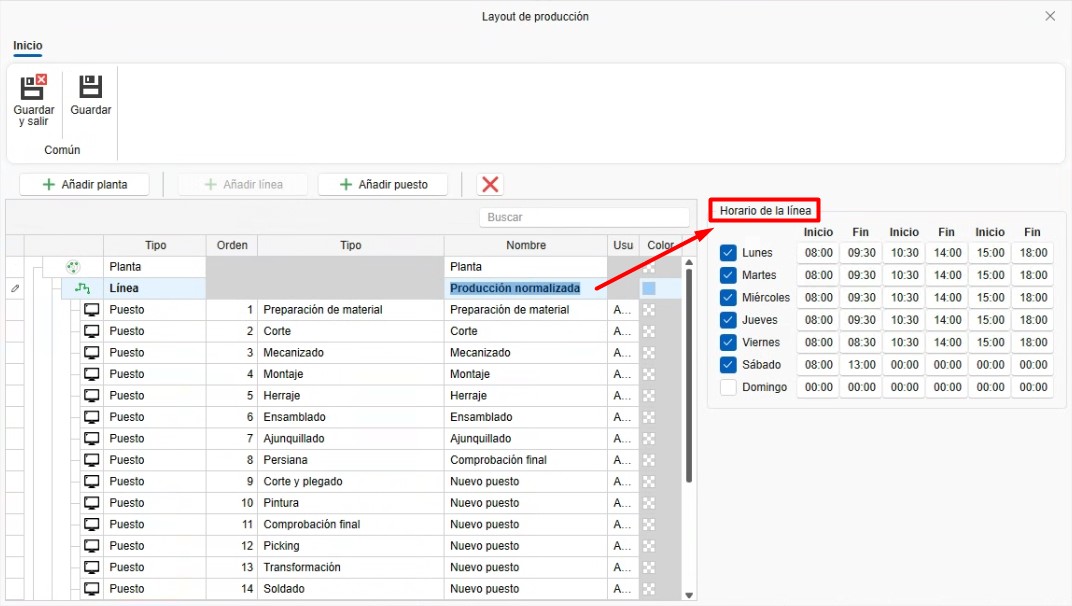 Layout de producción
Inicio
Guardar y salir
Guardar
Común
Añadir planta
Añadir línea
Añadir puesto
Buscar
Tipo Orden Tipo Nombre Usu Color
Planta Planta
Línea Producción normalizada
Puesto 1 Preparación de material Preparación de material A...
Puesto 2 Corte Corte A...
Puesto 3 Mecanizado Mecanizado A...
Puesto 4 Montaje Montaje A...
Puesto 5 Herraje Herraje A...
Puesto 6 Ensamblado Ensamblado A...
Puesto 7 Ajunquillado Ajunquillado A...
Puesto 8 Persiana Comprobación final A...
Puesto 9 Corte y plegado Nuevo puesto A...
Puesto 10 Pintura Nuevo puesto A...
Puesto 11 Comprobación final Nuevo puesto A...
Puesto 12 Picking Nuevo puesto A...
Puesto 13 Transformación Nuevo puesto A...
Puesto 14 Soldado Nuevo puesto A...
Horario de la línea
Inicio Fin Inicio Fin Inicio Fin
Lunes 08:00 09:30 10:30 14:00 15:00 18:00
Martes 08:00 09:30 10:30 14:00 15:00 18:00
Miércoles 08:00 09:30 10:30 14:00 15:00 18:00
Jueves 08:00 09:30 10:30 14:00 15:00 18:00
Viernes 08:00 08:30 10:30 14:00 15:00 18:00
Sábado 08:00 13:00 00:00 00:00 00:00 00:00
Domingo 00:00 00:00 00:00 00:00 00:00 00:00